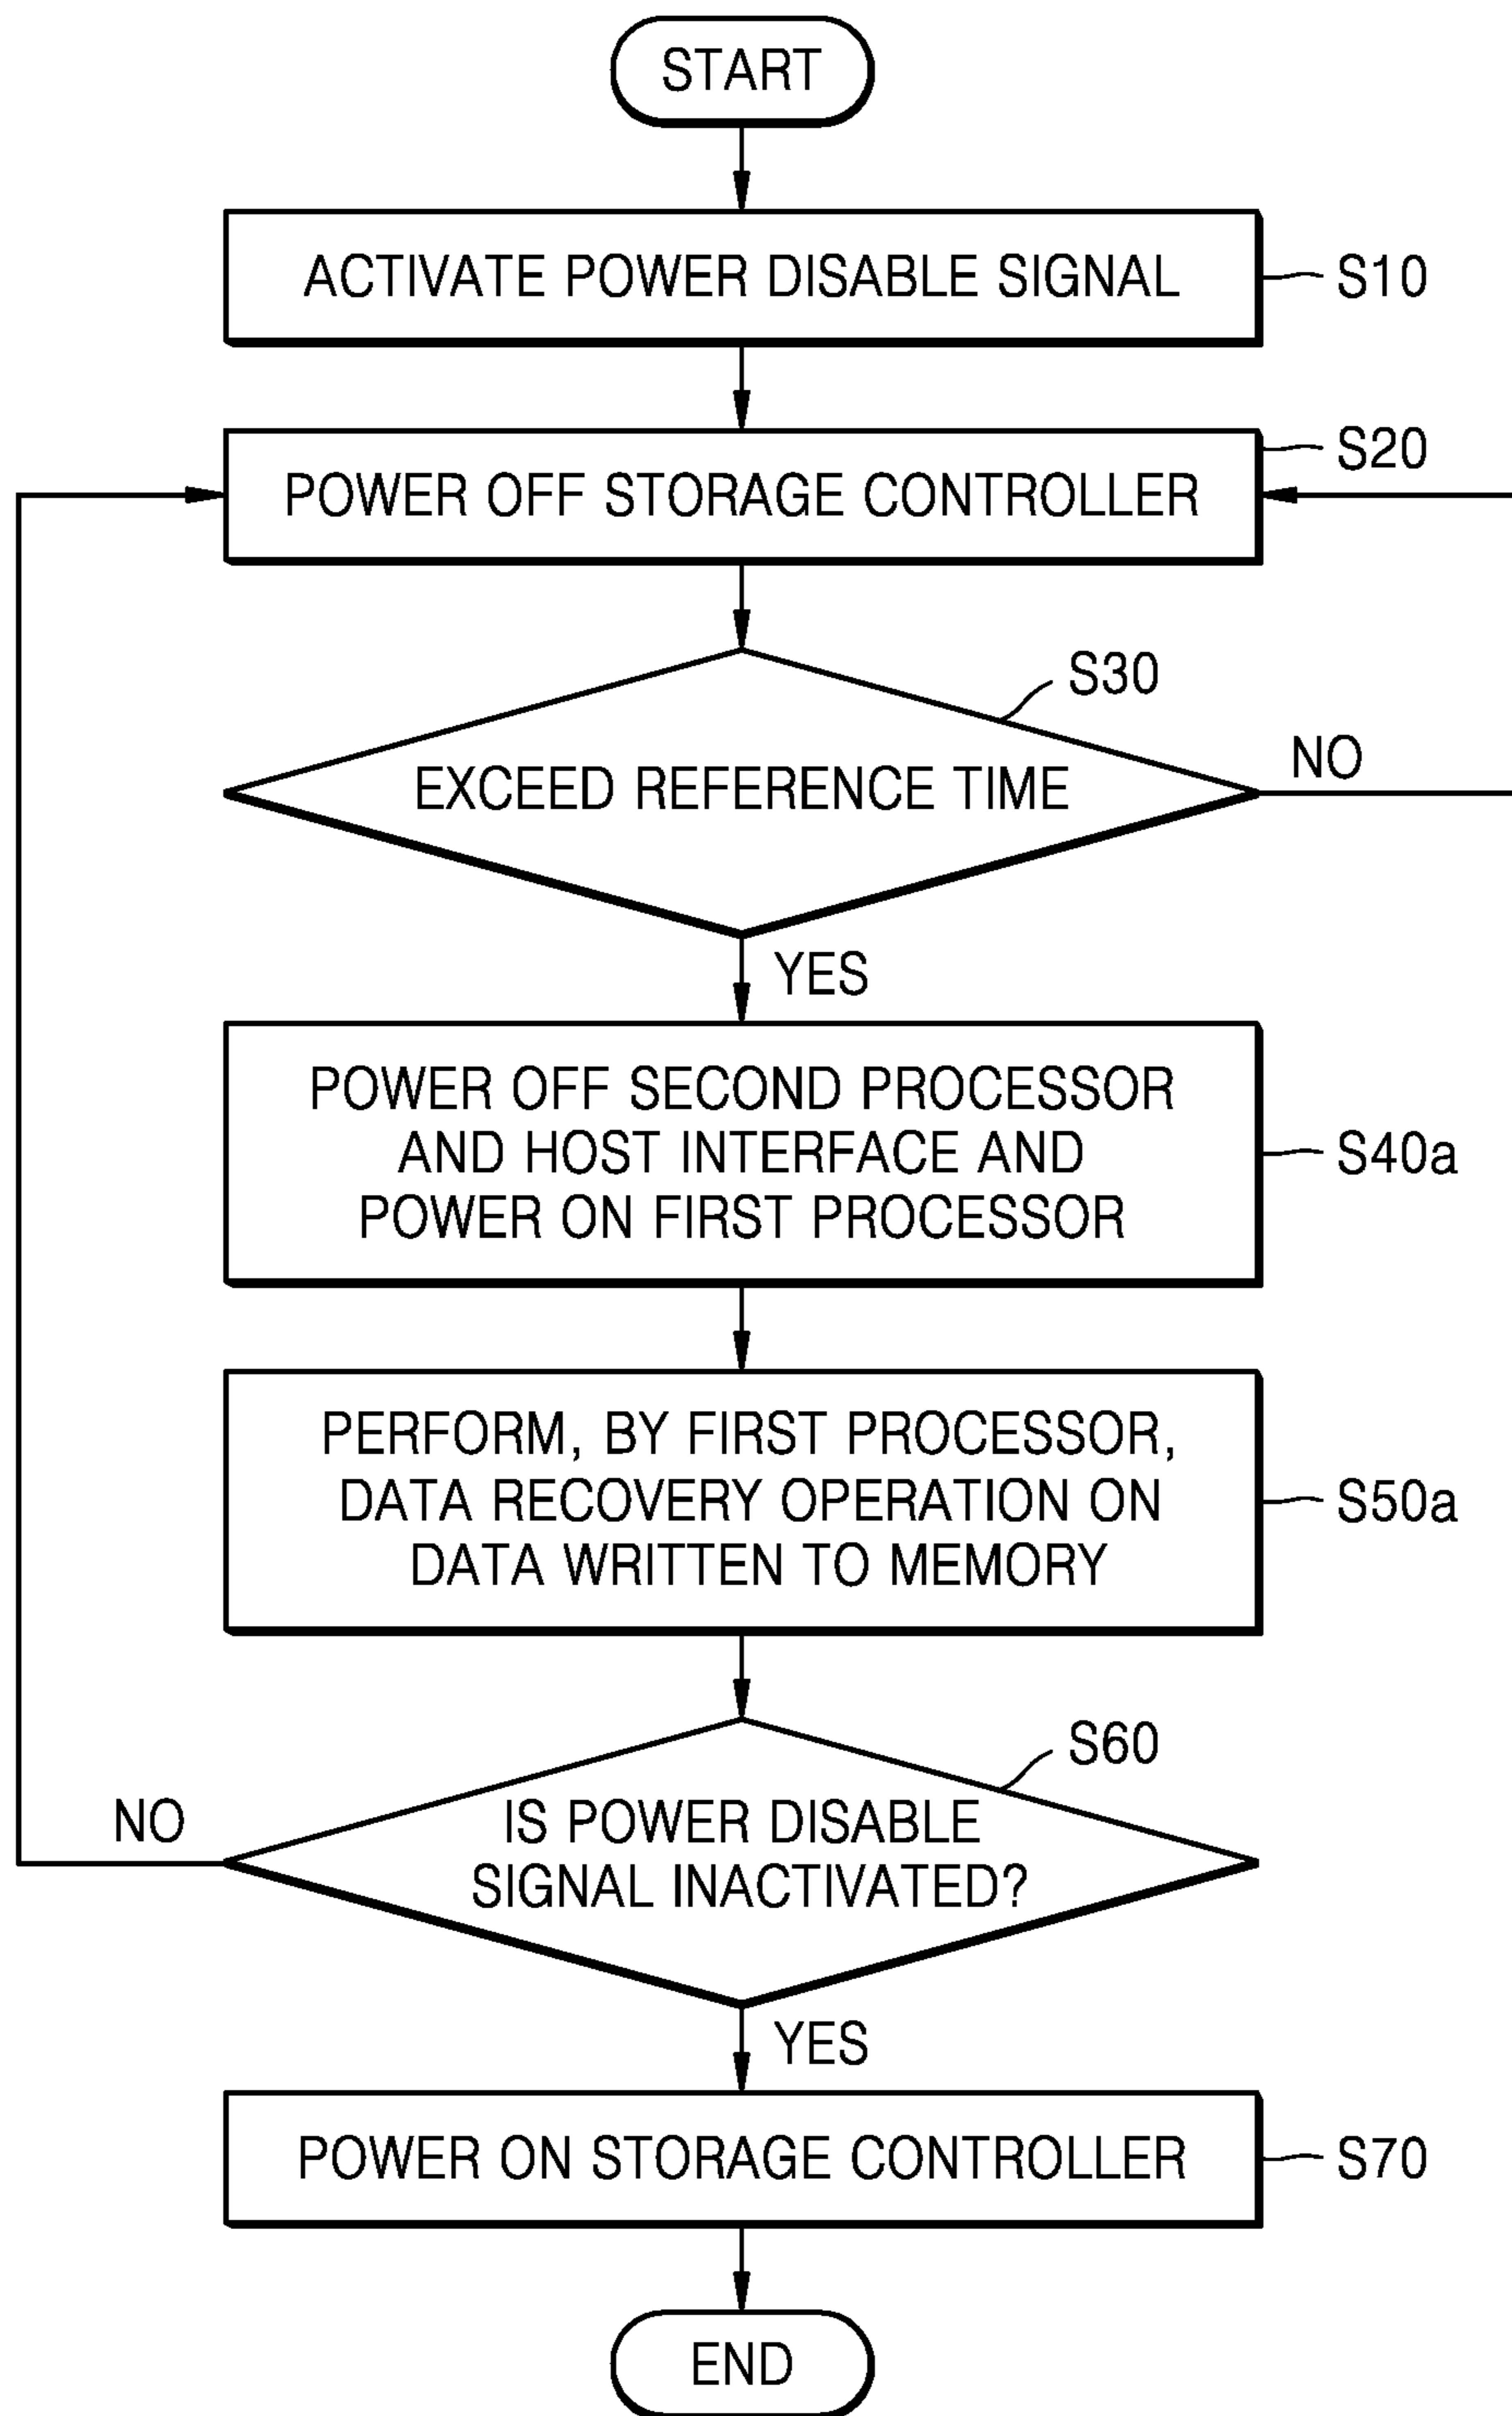 START
ACTIVATE POWER DISABLE SIGNAL
S10
POWER OFF STORAGE CONTROLLER
S20
EXCEED REFERENCE TIME
S30
NO
YES
POWER OFF SECOND PROCESSOR
AND HOST INTERFACE AND
POWER ON FIRST PROCESSOR
S40a
PERFORM, BY FIRST PROCESSOR,
DATA RECOVERY OPERATION ON
DATA WRITTEN TO MEMORY
S50a
S60
NO
IS POWER DISABLE
SIGNAL INACTIVATED?
YES
POWER ON STORAGE CONTROLLER
S70
END